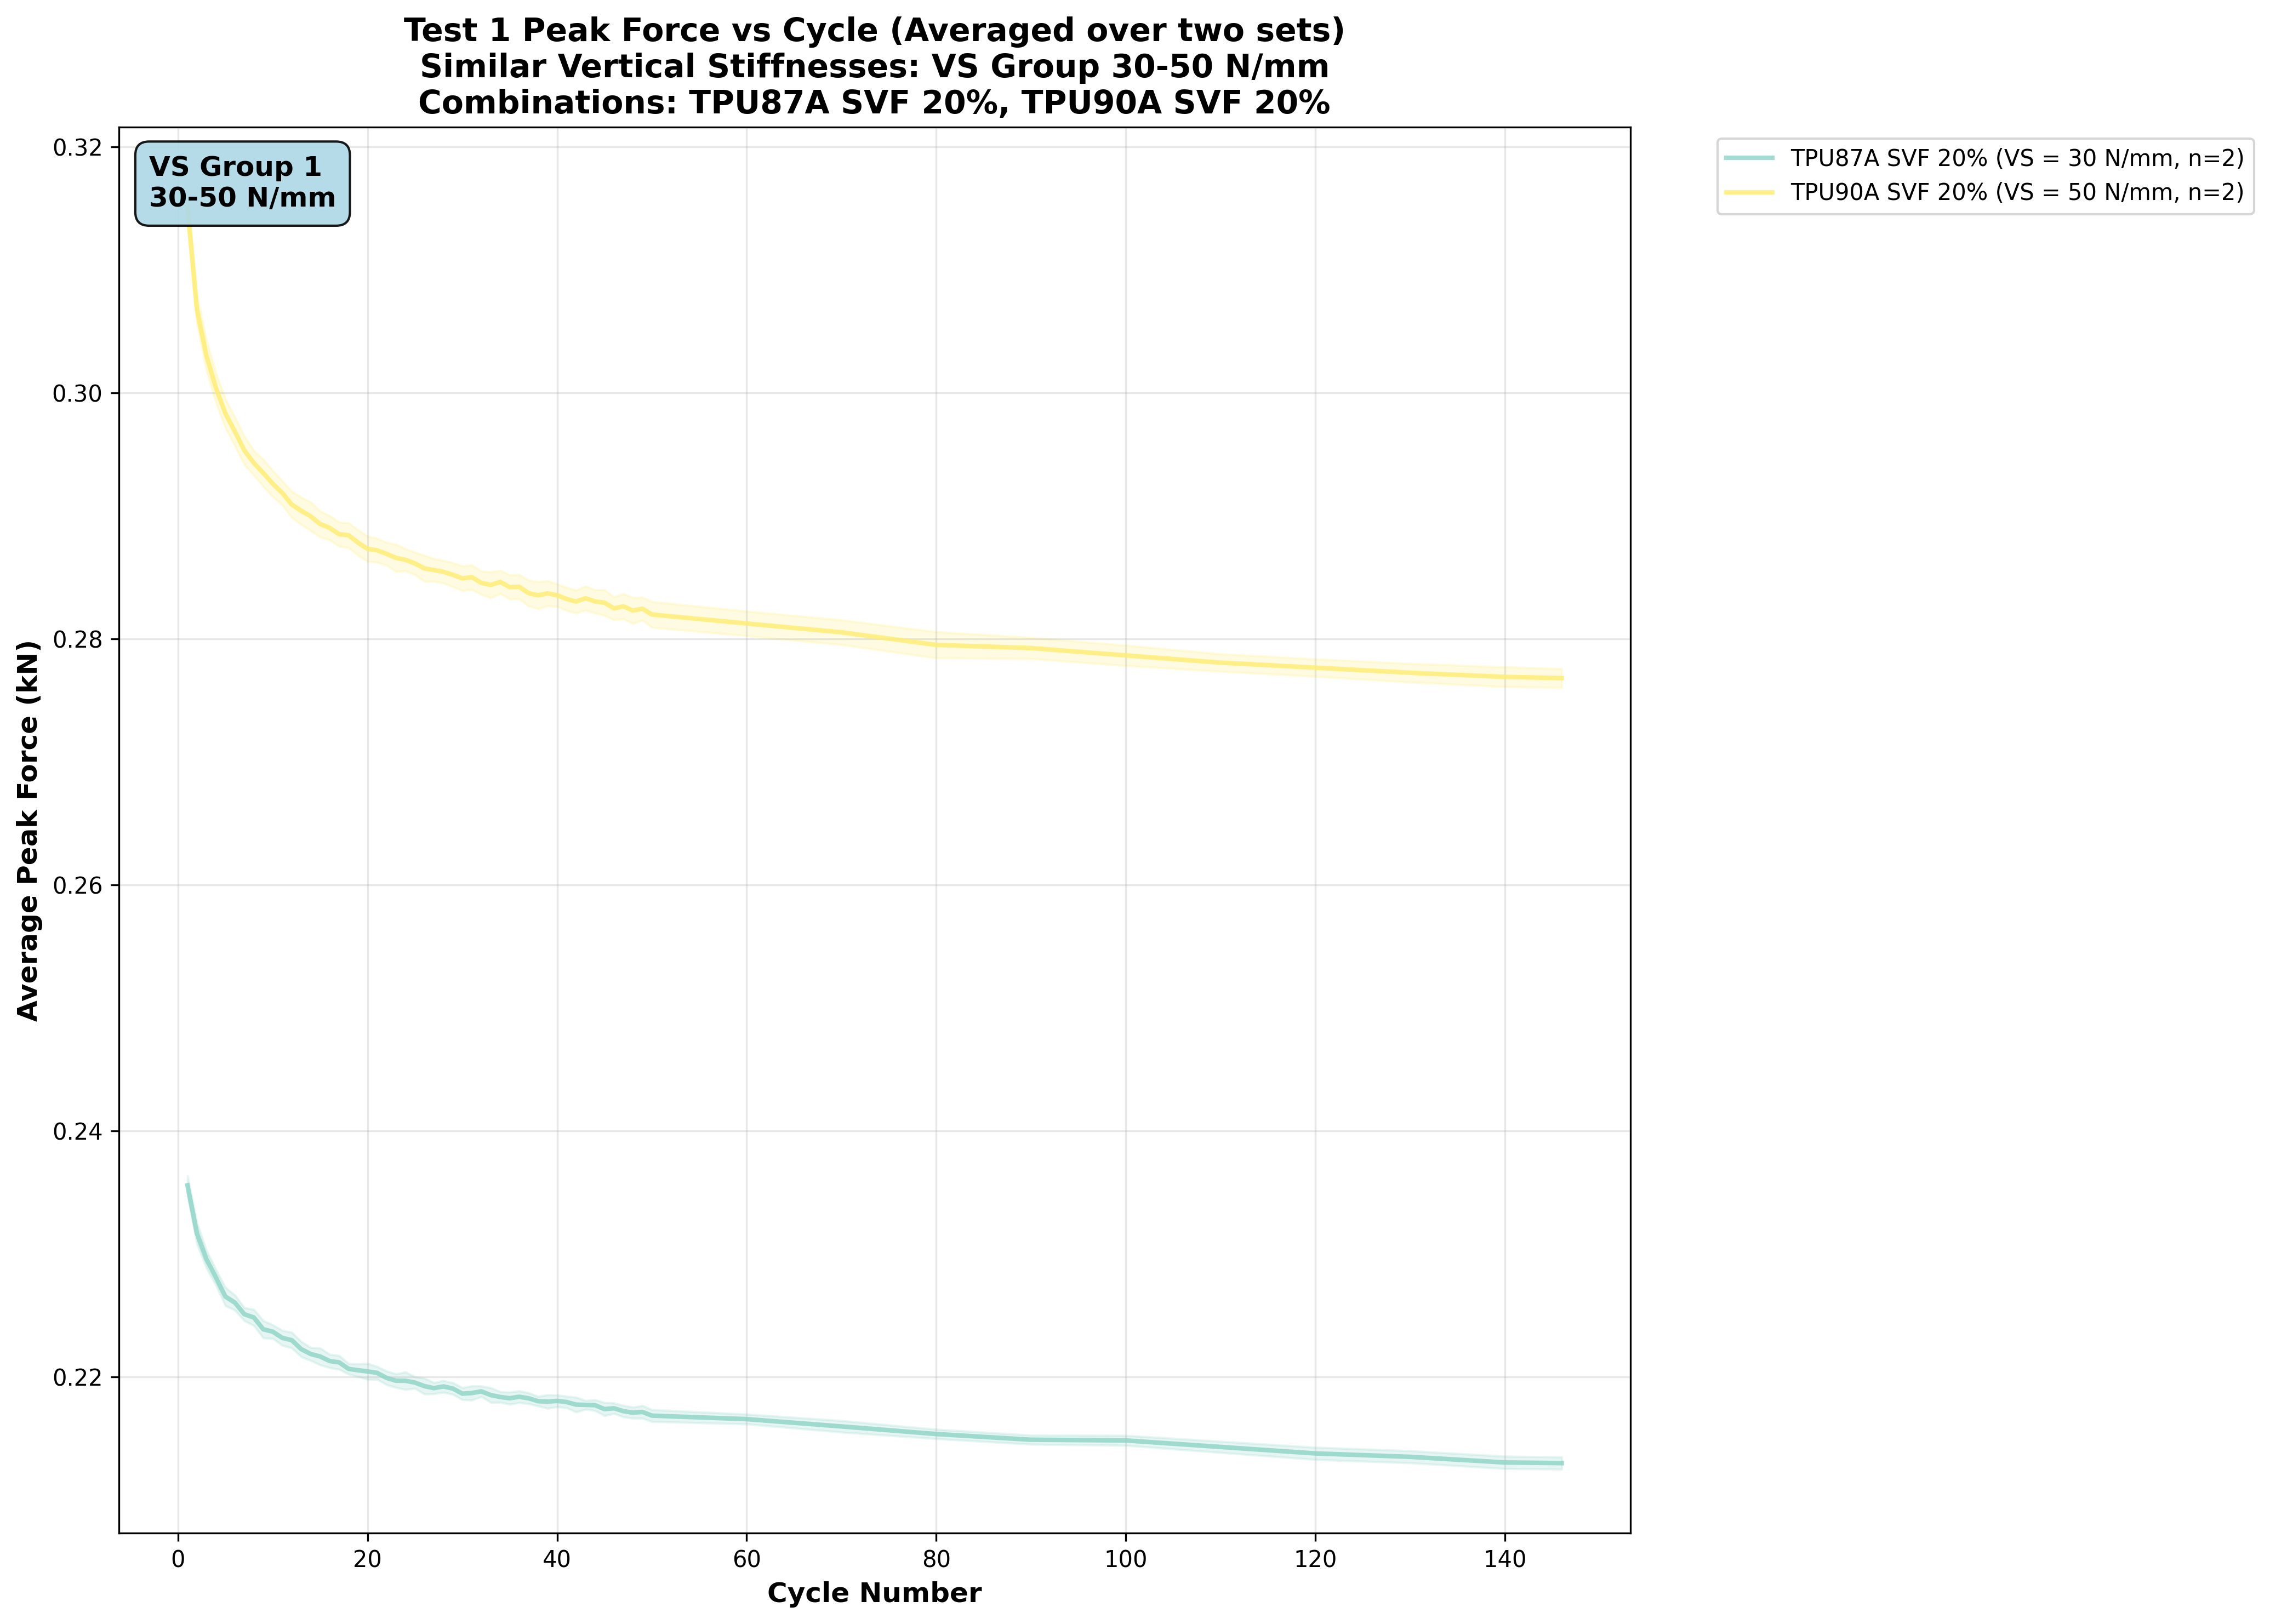 Test 1 Peak Force vs Cycle (Averaged over two sets)
Similar Vertical Stiffnesses: VS Group 30-50 N/mm
Combinations: TPU87A SVF 20%, TPU90A SVF 20%
VS Group 1
30-50 N/mm
TPU87A SVF 20% (VS = 30 N/mm, n=2)
TPU90A SVF 20% (VS = 50 N/mm, n=2)
Average Peak Force (kN)
0.32
0.30
0.28
0.26
0.24
0.22
0 20 40 60 80 100 120 140
Cycle Number